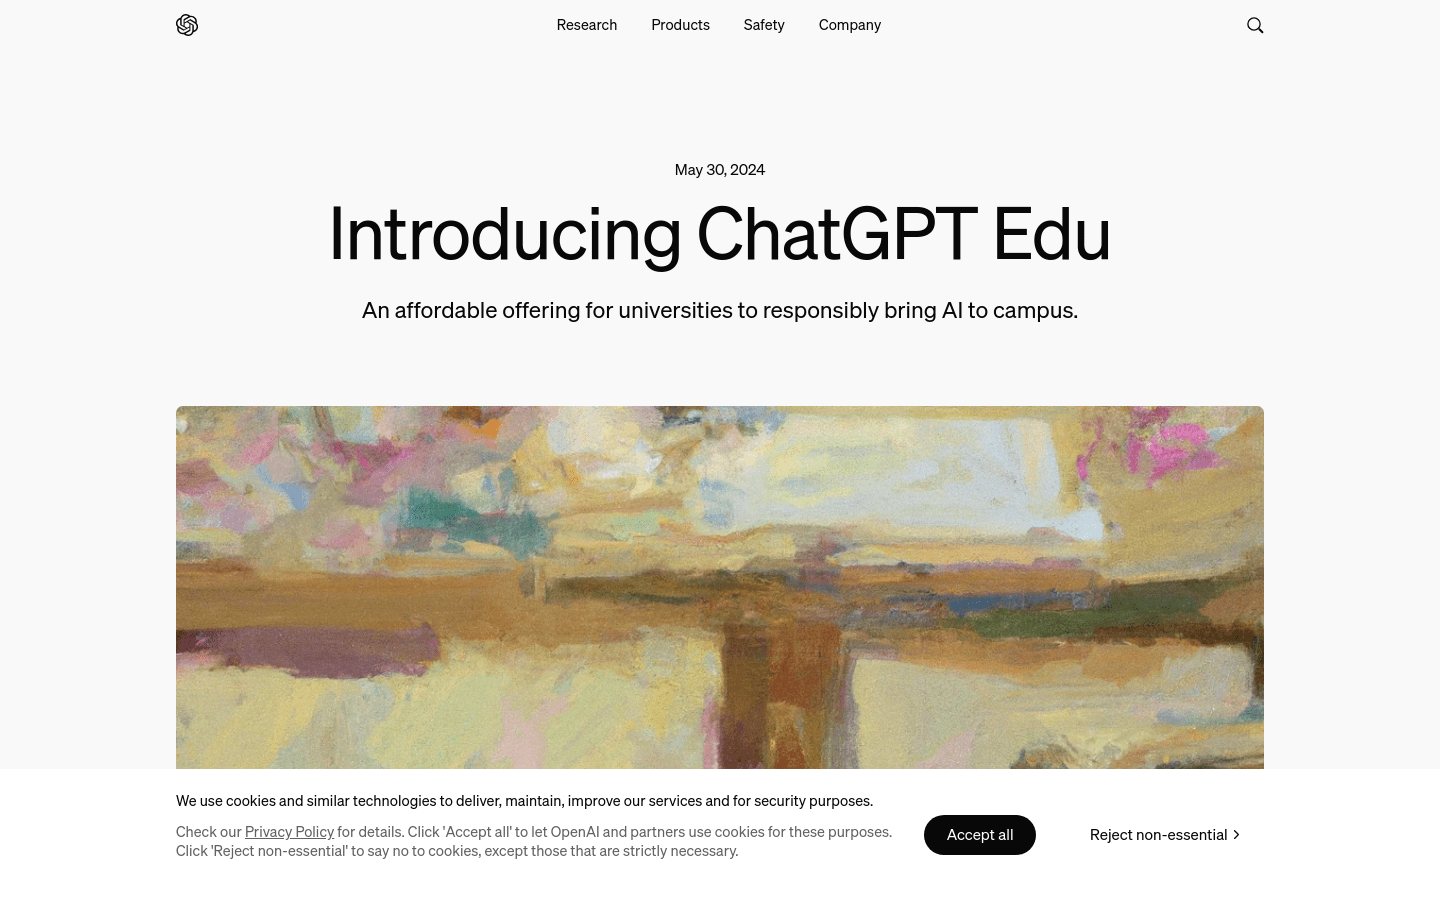 Research
Products
Safety
Company
May 30, 2024
Introducing ChatGPT Edu
An affordable offering for universities to responsibly bring AI to campus.
We use cookies and similar technologies to deliver, maintain, improve our services and for security purposes.
Check our Privacy Policy for details. Click 'Accept all' to let OpenAI and partners use cookies for these purposes.
Click 'Reject non-essential' to say no to cookies, except those that are strictly necessary.
Accept all
Reject non-essential